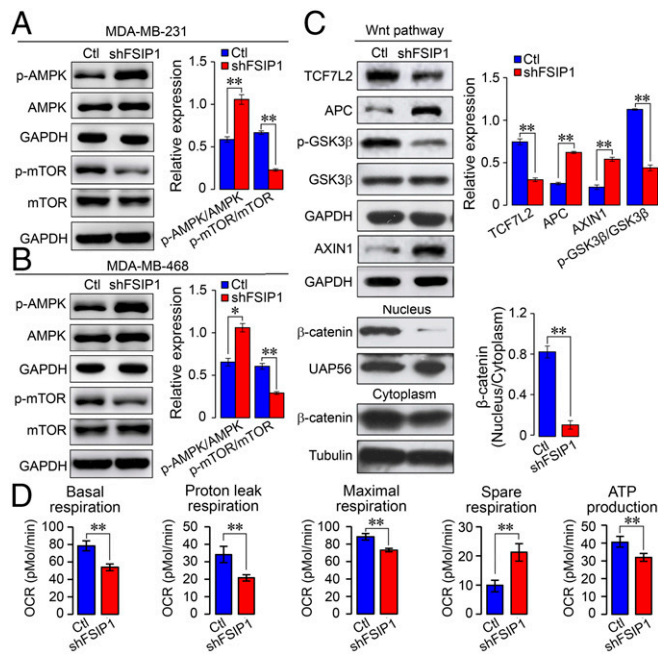 A
MDA-MB-231
Ctl shFSIP1
p-AMPK
AMPK
GAPDH
p-mTOR
mTOR
GAPDH
Ctl
shFSIP1
Relative expression
1.5
1.0
0.5
0
**
**
p-AMPK/AMPK
p-mTOR/mTOR
B
MDA-MB-468
Ctl shFSIP1
p-AMPK
AMPK
GAPDH
p-mTOR
mTOR
GAPDH
Ctl
shFSIP1
Relative expression
1.5
1.0
0.5
0
*
**
p-AMPK/AMPK
p-mTOR/mTOR
C
Wnt pathway
Ctl shFSIP1
TCF7L2
APC
p-GSK3β
GSK3β
GAPDH
AXIN1
GAPDH
Nucleus
β-catenin
UAP56
Cytoplasm
β-catenin
Tubulin
Ctl
shFSIP1
Relative expression
1.5
1.0
0.5
0
**
**
**
**
TCF7L2
APC
AXIN1
p-GSK3β/GSK3β
β-catenin
(Nucleus/Cytoplasm)
1.2
0.8
0.4
0
**
Ctl
shFSIP1
D
Basal
respiration
OCR (pMol/min)
100
80
60
40
20
0
**
Ctl
shFSIP1
Proton leak
respiration
OCR (pMol/min)
50
40
30
20
10
0
**
Ctl
shFSIP1
Maximal
respiration
OCR (pMol/min)
100
80
60
40
20
0
**
Ctl
shFSIP1
Spare
respiration
OCR (pMol/min)
30
20
10
0
**
Ctl
shFSIP1
ATP
production
OCR (pMol/min)
50
40
30
20
10
0
**
Ctl
shFSIP1